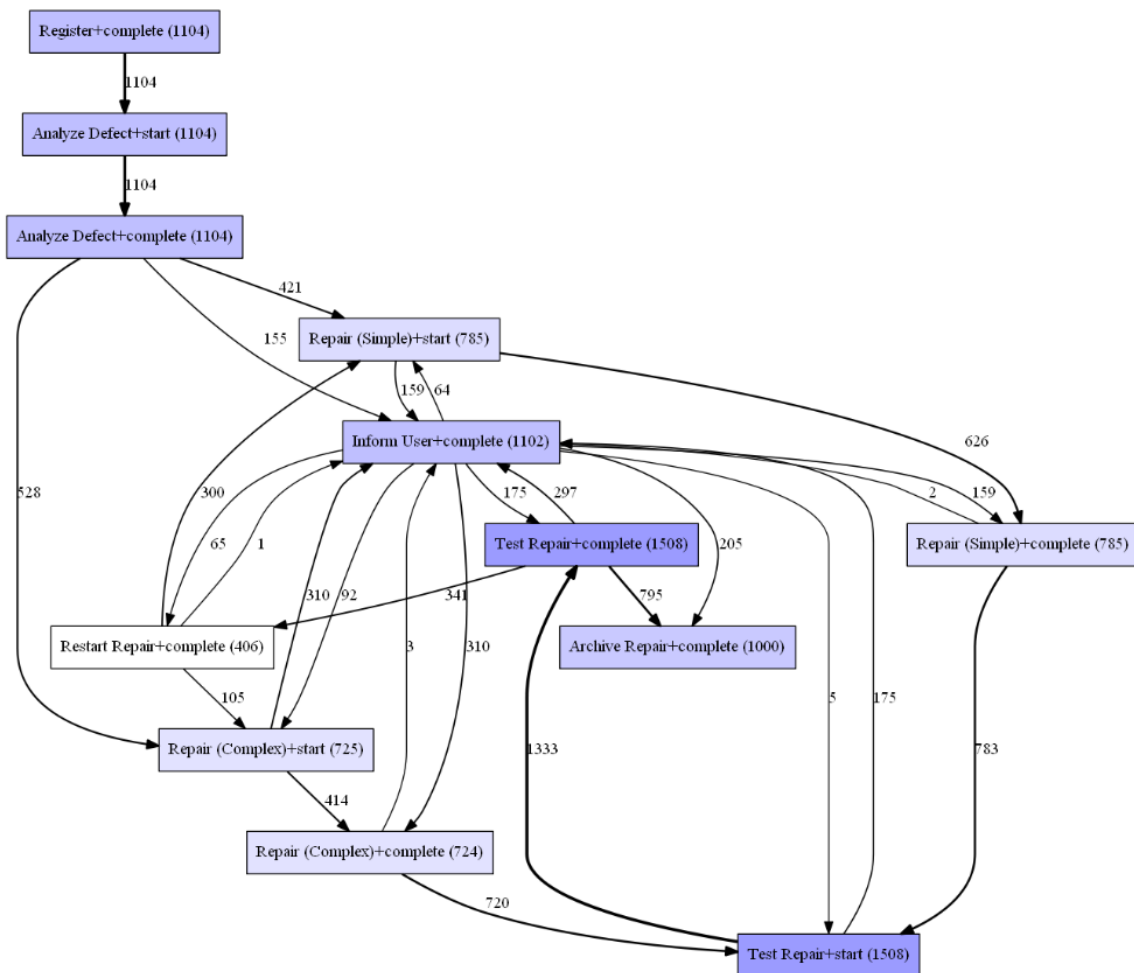 Register+complete (1104)
1104
Analyze Defect+start (1104)
1104
Analyze Defect+complete (1104)
421
155
Repair (Simple)+start (785)
159
64
Inform User+complete (1102)
626
528
300
175
297
2
159
65
1
Test Repair+complete (1508)
205
Repair (Simple)+complete (785)
310
92
341
795
Restart Repair+complete (406)
3
310
Archive Repair+complete (1000)
105
5
175
Repair (Complex)+start (725)
1333
783
414
Repair (Complex)+complete (724)
720
Test Repair+start (1508)